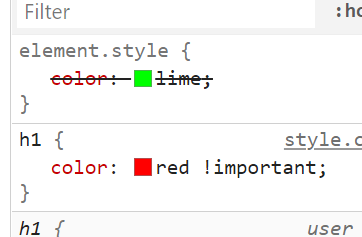 Filter :ho
element.style {
color: lime;
}
h1 { style.c
color: red !important;
}
h1 { user